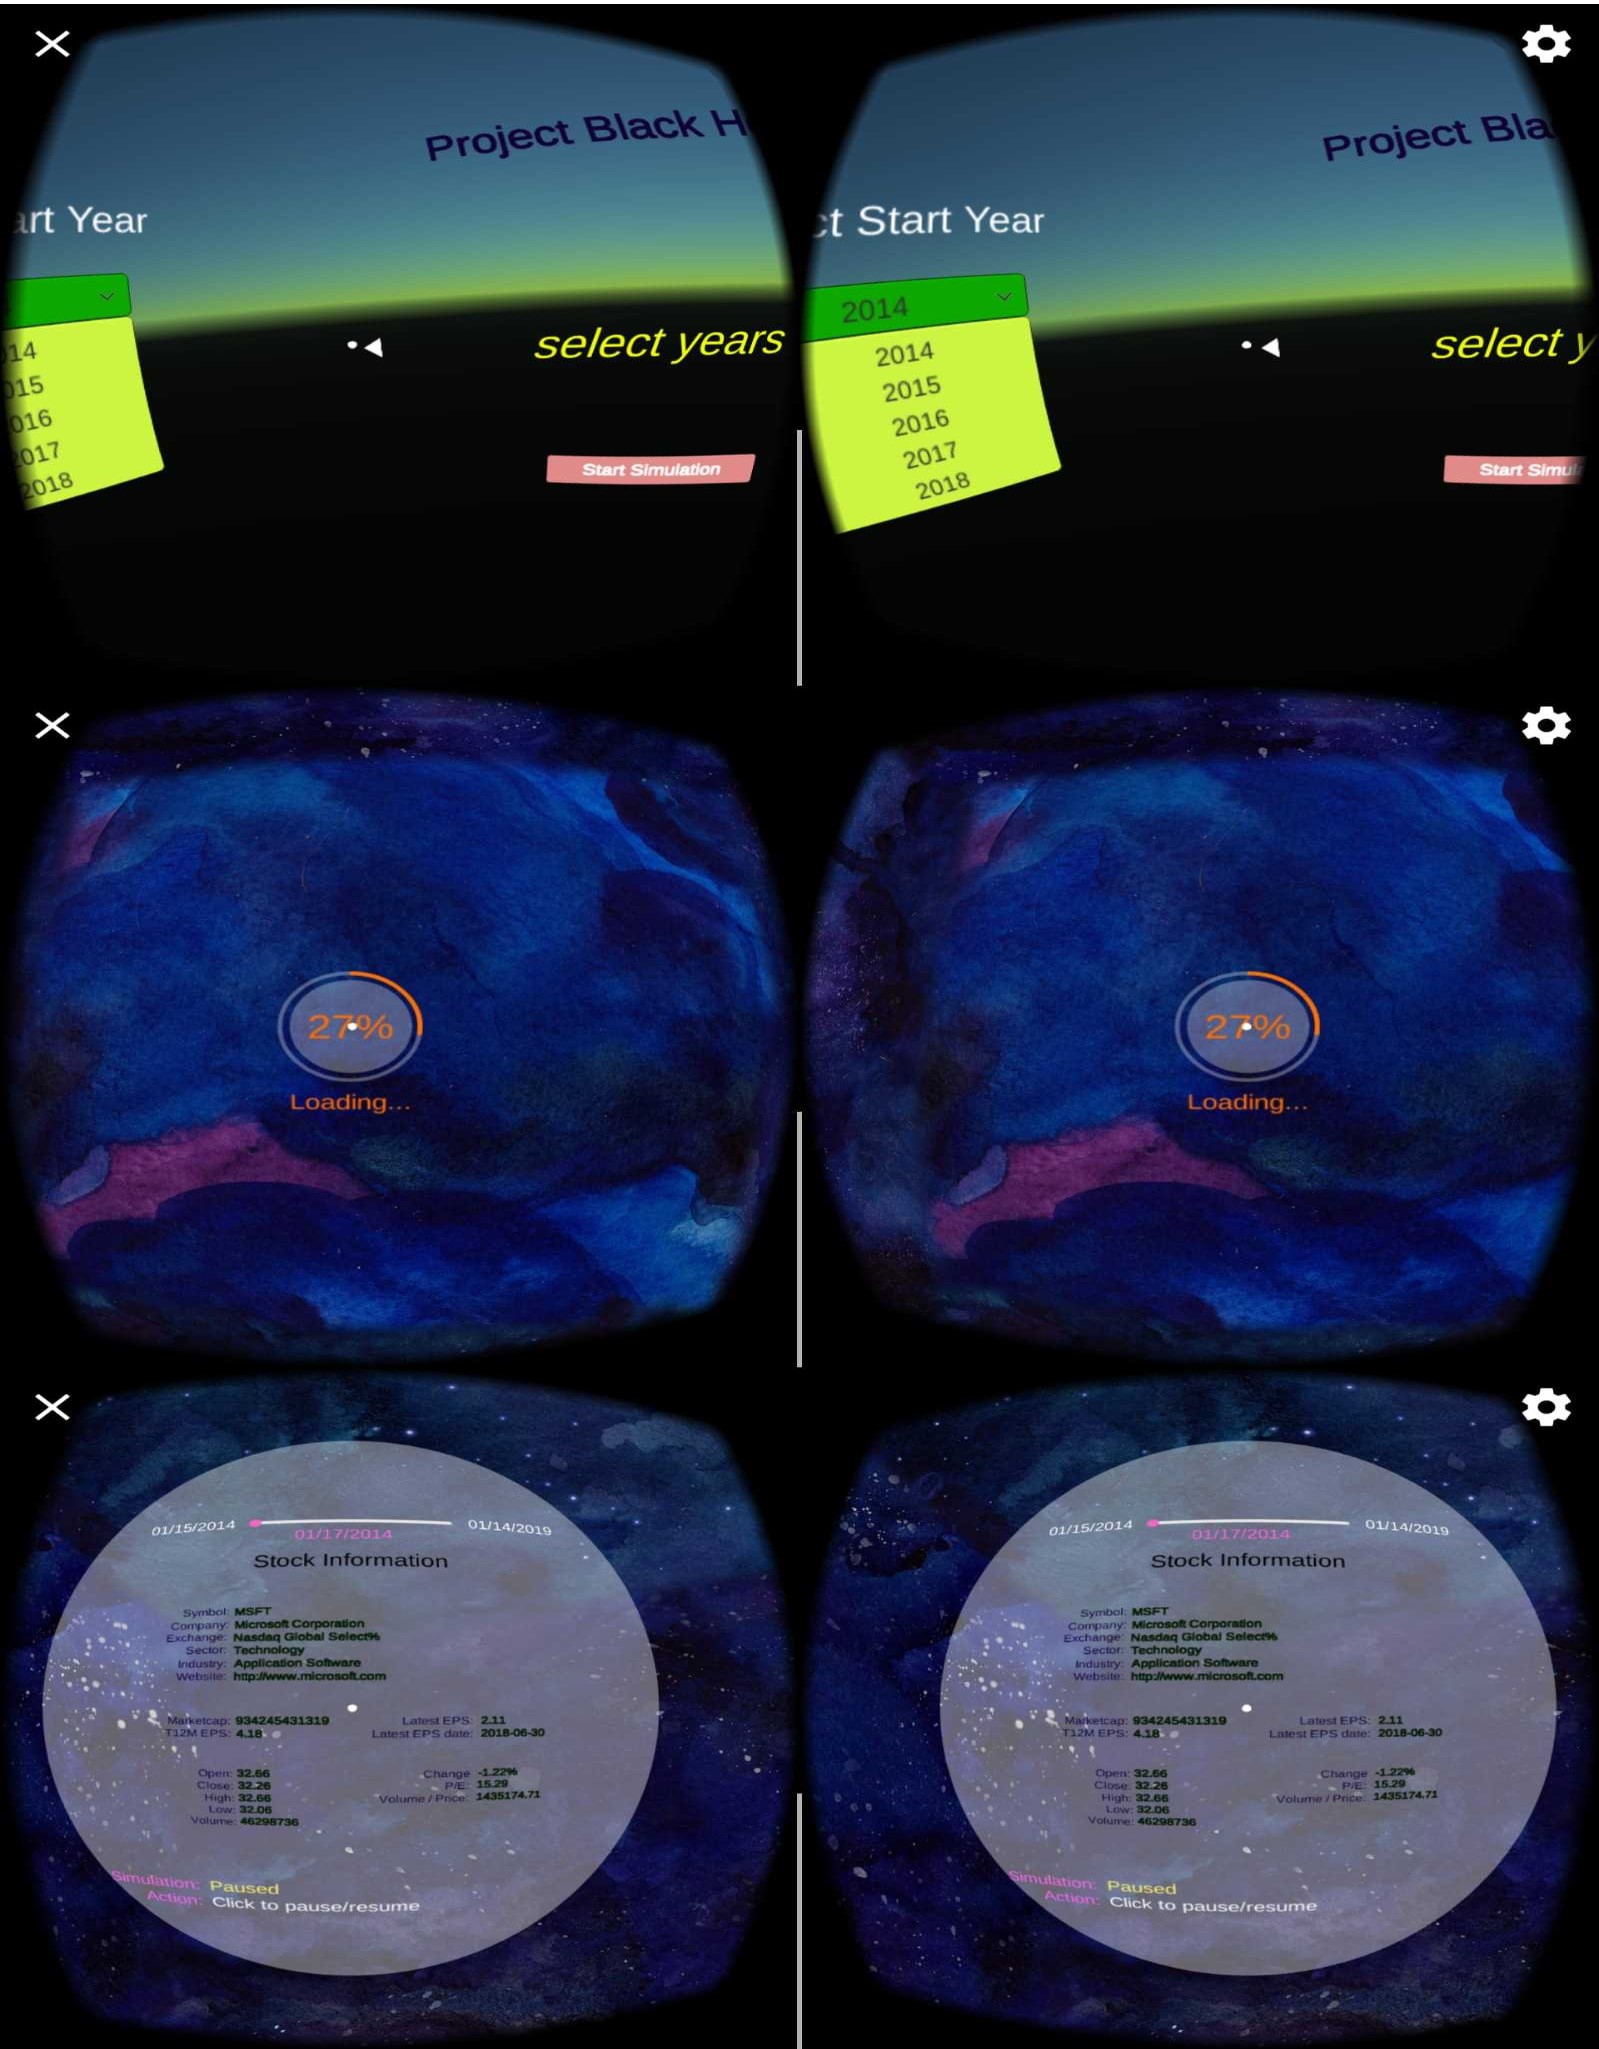 Project Black H
Project Bla
art Year
ct Start Year
2014
014
015
016
2017
2018
2014
2015
2016
2017
2018
select years
select y
Start Simulation
Start Simul
27%
Loading...
27%
Loading...
01/15/2014 01/14/2019
01/17/2014
Stock Information
Symbol: MSFT
Company: Microsoft Corporation
Exchange: Nasdaq Global Select%
Sector: Technology
Industry: Application Software
Website: http://www.microsoft.com
Marketcap: 934245431319 Latest EPS: 2.11
T12M EPS: 4.18 Latest EPS date: 2018-06-30
Open: 32.66 Change -1.22%
Close: 32.26 P/E: 15.29
High: 32.66 Volume / Price: 1435174.71
Low: 32.06
Volume: 46298736
Simulation: Paused
Action: Click to pause/resume
01/15/2014 01/14/2019
01/17/2014
Stock Information
Symbol: MSFT
Company: Microsoft Corporation
Exchange: Nasdaq Global Select%
Sector: Technology
Industry: Application Software
Website: http://www.microsoft.com
Marketcap: 934245431319 Latest EPS: 2.11
T12M EPS: 4.18 Latest EPS date: 2018-06-30
Open: 32.66 Change -1.22%
Close: 32.26 P/E: 15.29
High: 32.66 Volume / Price: 1435174.71
Low: 32.06
Volume: 46298736
Simulation: Paused
Action: Click to pause/resume